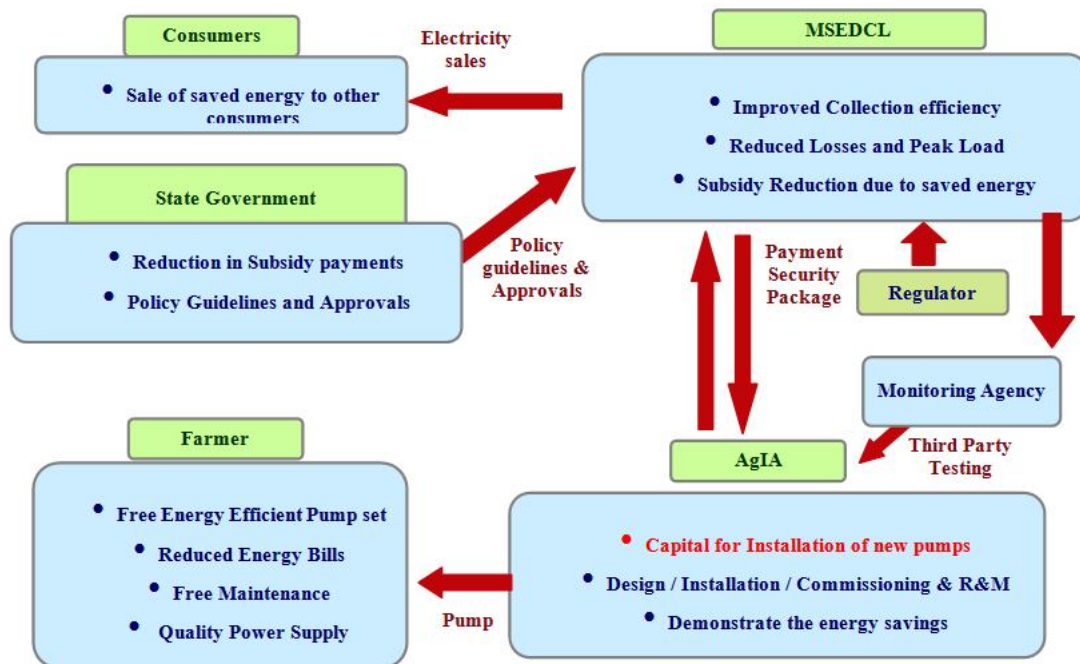 Consumers
• Sale of saved energy to other
consumers
Electricity
sales
MSEDCL
• Improved Collection efficiency
• Reduced Losses and Peak Load
• Subsidy Reduction due to saved energy
State Government
• Reduction in Subsidy payments
• Policy Guidelines and Approvals
Policy
guidelines &
Approvals
Payment
Security
Package
Regulator
Monitoring Agency
Third Party
Testing
Farmer
• Free Energy Efficient Pump set
• Reduced Energy Bills
• Free Maintenance
• Quality Power Supply
Pump
AgIA
• Capital for Installation of new pumps
• Design / Installation / Commissioning & R&M
• Demonstrate the energy savings